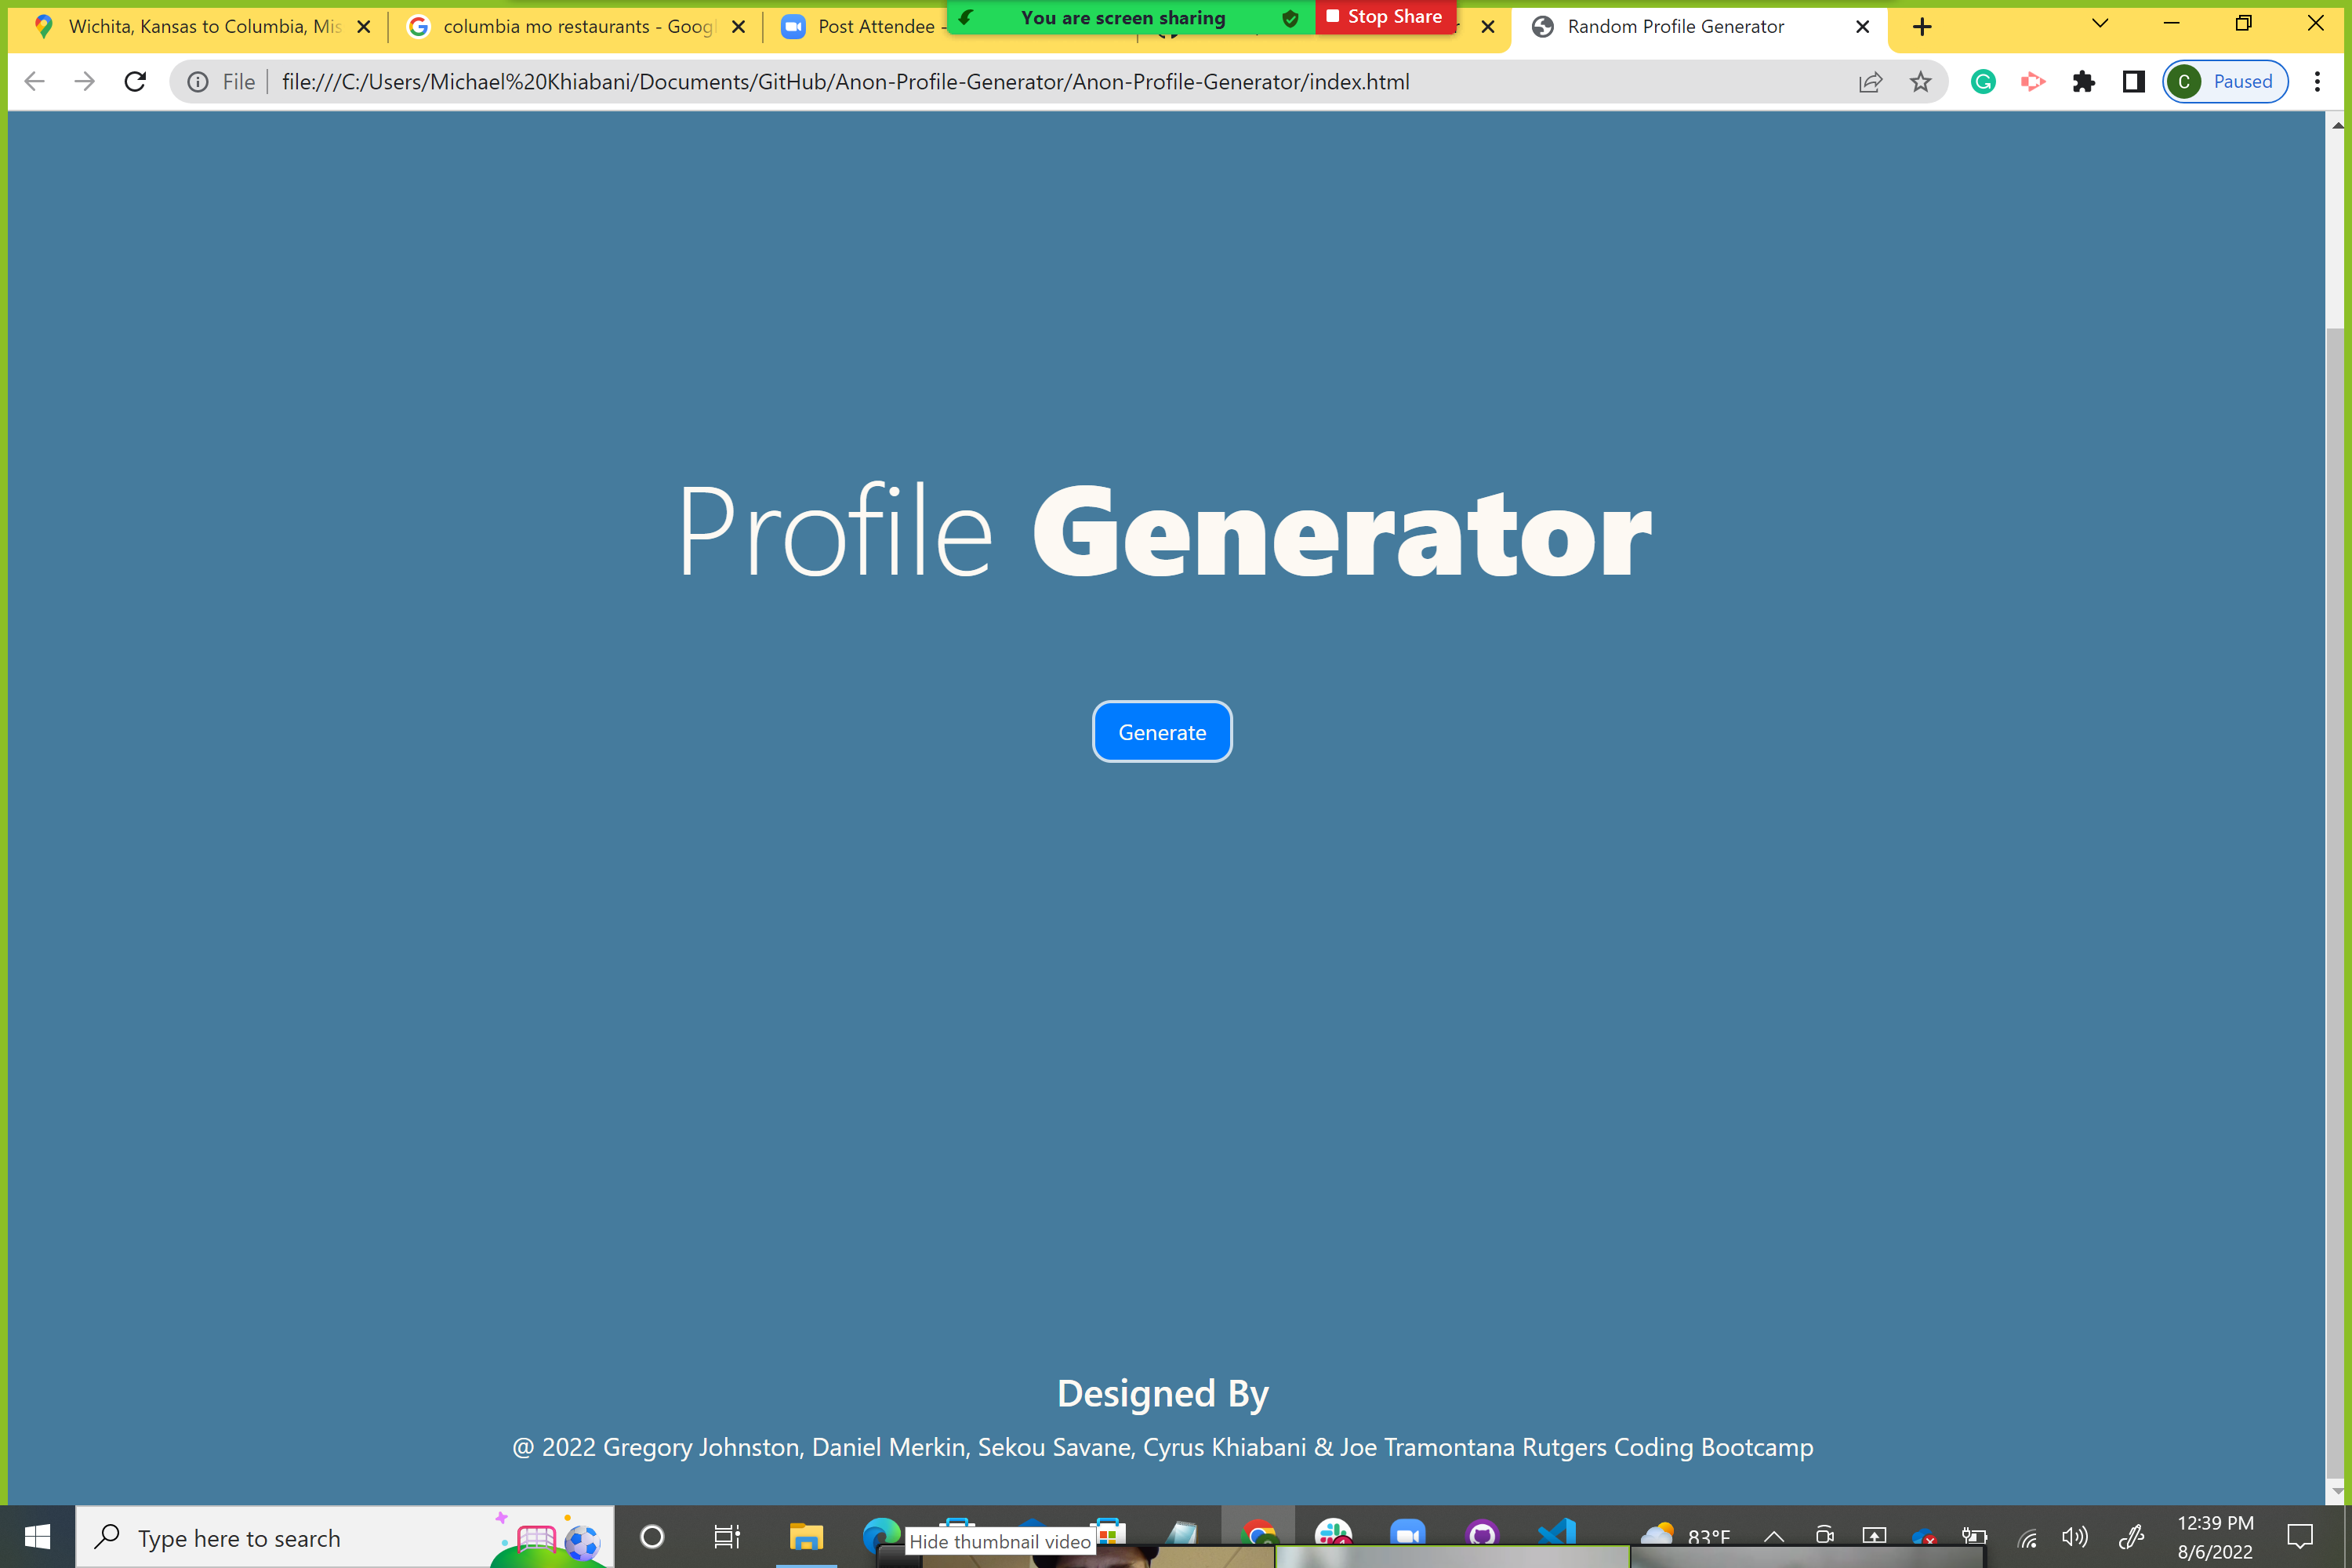 Wichita, Kansas to Columbia, Mis
columbia mo restaurants - Googl
Post Attendee -
You are screen sharing
Stop Share
Random Profile Generator
File
file:///C:/Users/Michael%20Khiabani/Documents/GitHub/Anon-Profile-Generator/Anon-Profile-Generator/index.html
C
Paused
Profile Generator
Generate
Designed By
@ 2022 Gregory Johnston, Daniel Merkin, Sekou Savane, Cyrus Khiabani & Joe Tramontana Rutgers Coding Bootcamp
Type here to search
Hide thumbnail video
83°F
12:39 PM
8/6/2022